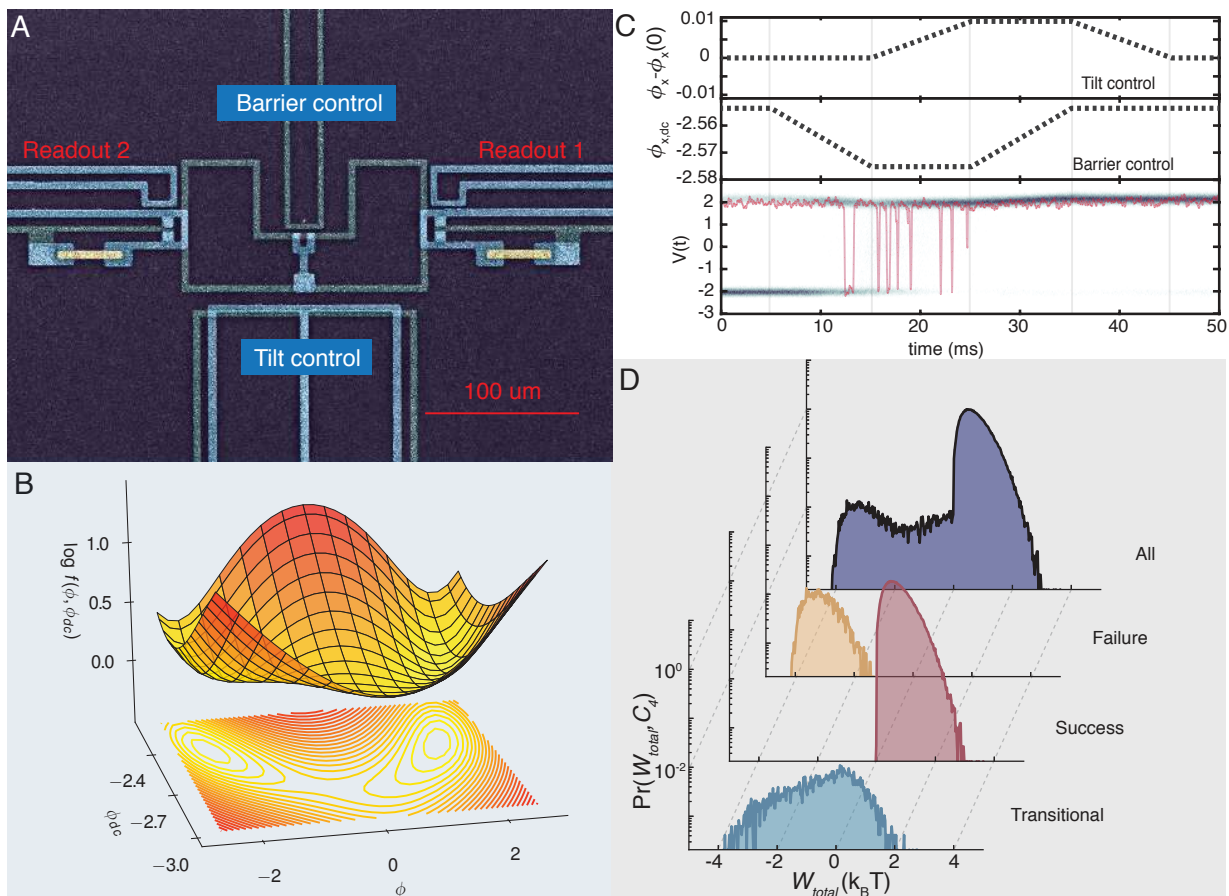 A
Barrier control
Readout 2
Readout 1
Tilt control
100 um
B
log f(ϕ, ϕdc)
1.0
0.5
0.0
−2.4
−2.7
−3.0
ϕdc
−2
0
2
ϕ
C
ϕx-ϕx(0)
0.01
0
-0.01
Tilt control
ϕx,dc
-2.56
-2.57
-2.58
Barrier control
V(t)
2
1
0
-1
-2
-3
0
10
20
30
40
50
time (ms)
D
All
Failure
Success
Transitional
Pr(Wtotal,C4)
10⁰
10⁻²
-4
-2
0
2
4
Wtotal(kBT)